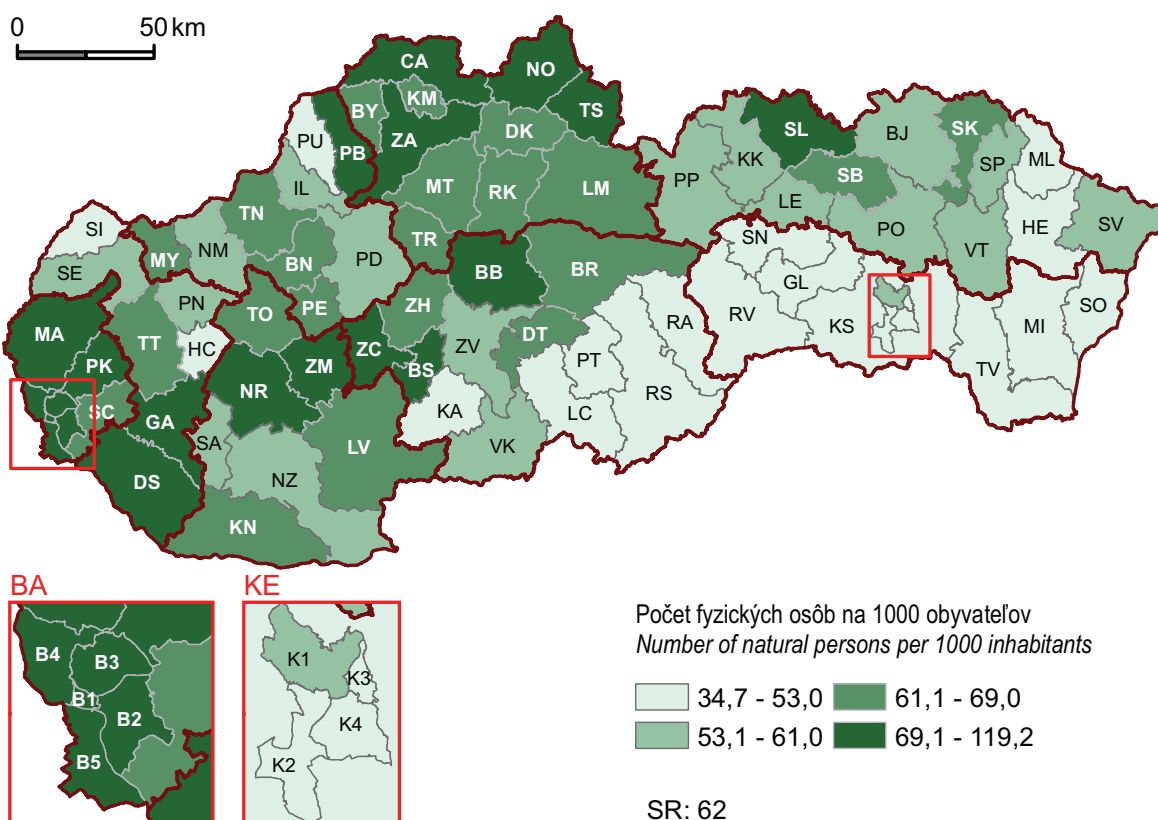 0 50 km
CA NO
BY KM TS
PU PB ZA DK SL BJ SK ML
IL MT RK LM PP KK SB SP
SI TN LE HE SV
SE MY NM BN PD TR PO VT
PN BB BR SN
MA TO PE ZH GL SO
TT HC ZC DT RA RV KS MI
PK ZM BS ZV PT TV
SC GA NR KA LC RS
DS SA LV VK
NZ
KN
BA KE
B4 B3 K1
B1 K3
B2 K4
B5 K2
Počet fyzických osôb na 1000 obyvateľov
Number of natural persons per 1000 inhabitants
34,7 - 53,0 61,1 - 69,0
53,1 - 61,0 69,1 - 119,2
SR: 62